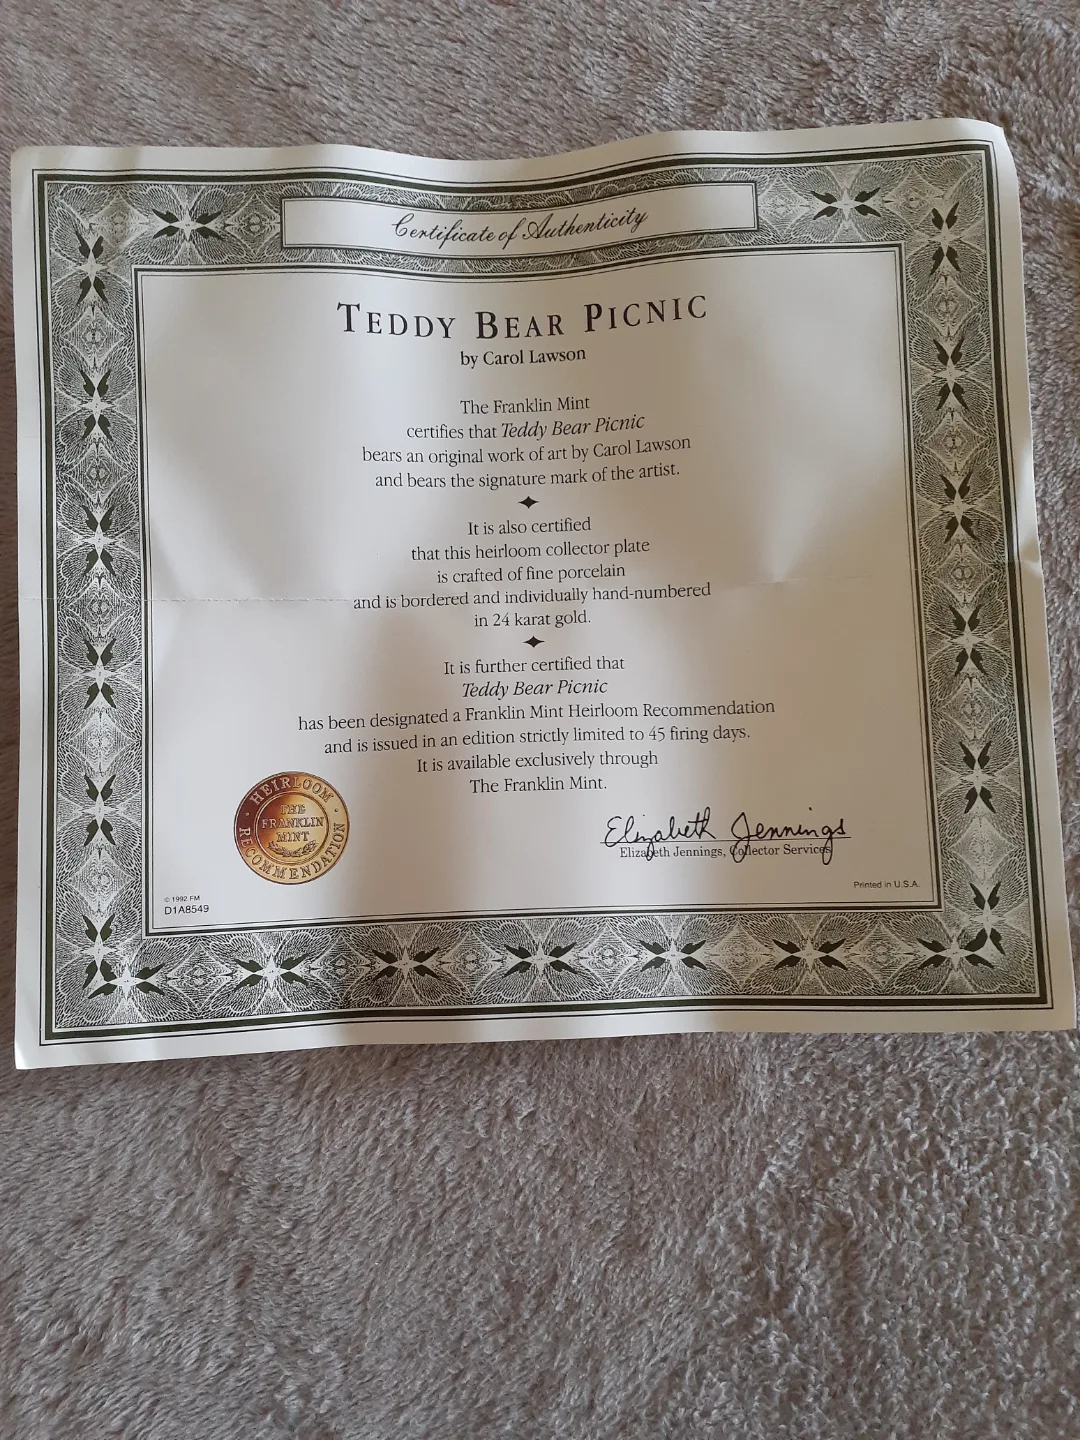 Certificate of Authenticity
TEDDY BEAR PICNIC
by Carol Lawson
The Franklin Mint
certifies that Teddy Bear Picnic
bears an original work of art by Carol Lawson
and bears the signature mark of the artist.
It is also certified
that this heirloom collector plate
is crafted of fine porcelain
and is bordered and individually hand-numbered
in 24 karat gold.
It is further certified that
Teddy Bear Picnic
has been designated a Franklin Mint Heirloom Recommendation
and is issued in an edition strictly limited to 45 firing days.
It is available exclusively through
The Franklin Mint.
HEIRLOOM
RECOMMENDATION
THE
FRANKLIN
MINT
Elizabeth Jennings
Elizabeth Jennings, Collector Services
Printed in U.S.A.
© 1992 FM
D1A8549